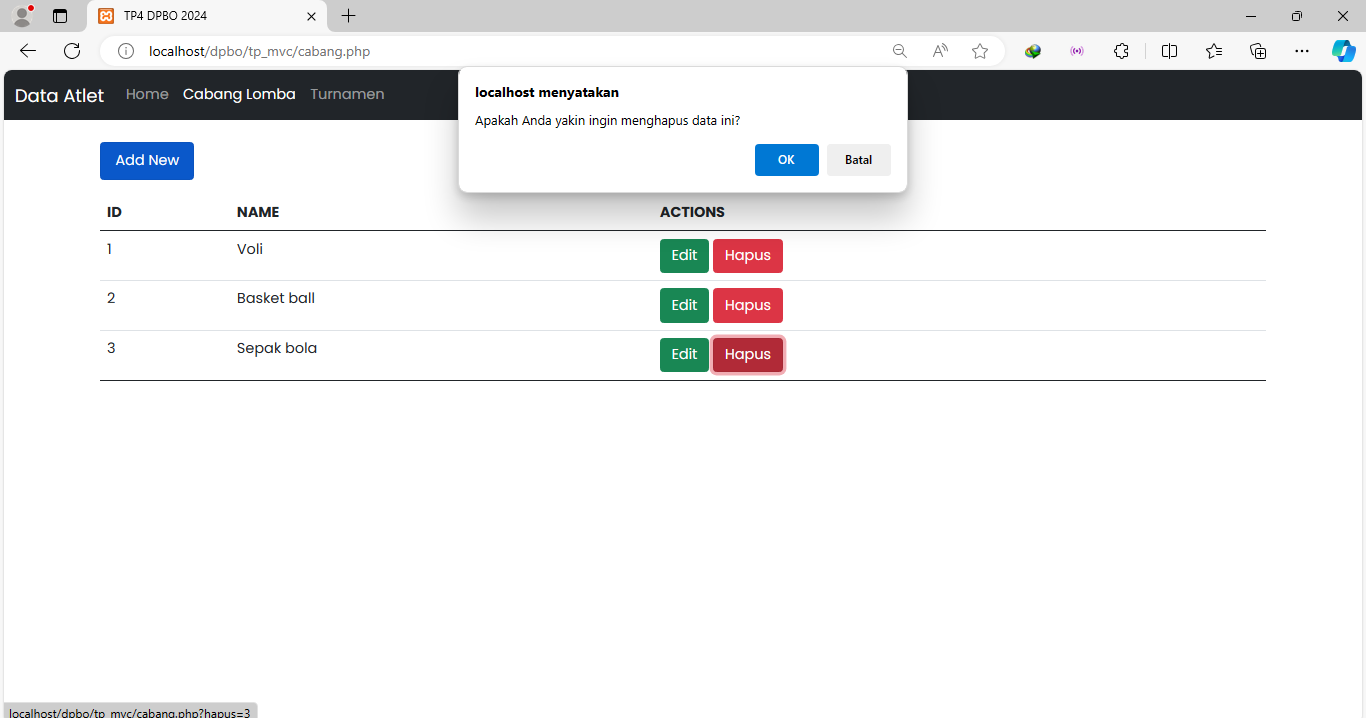 TP4 DPBO 2024
localhost/dpbo/tp_mvc/cabang.php
Data Atlet Home Cabang Lomba Turnamen
localhost menyatakan
Apakah Anda yakin ingin menghapus data ini?
OK Batal
Add New
ID NAME ACTIONS
1 Voli Edit Hapus
2 Basket ball Edit Hapus
3 Sepak bola Edit Hapus
localhost/dpbo/tp_mvc/cabang.php?hapus=3